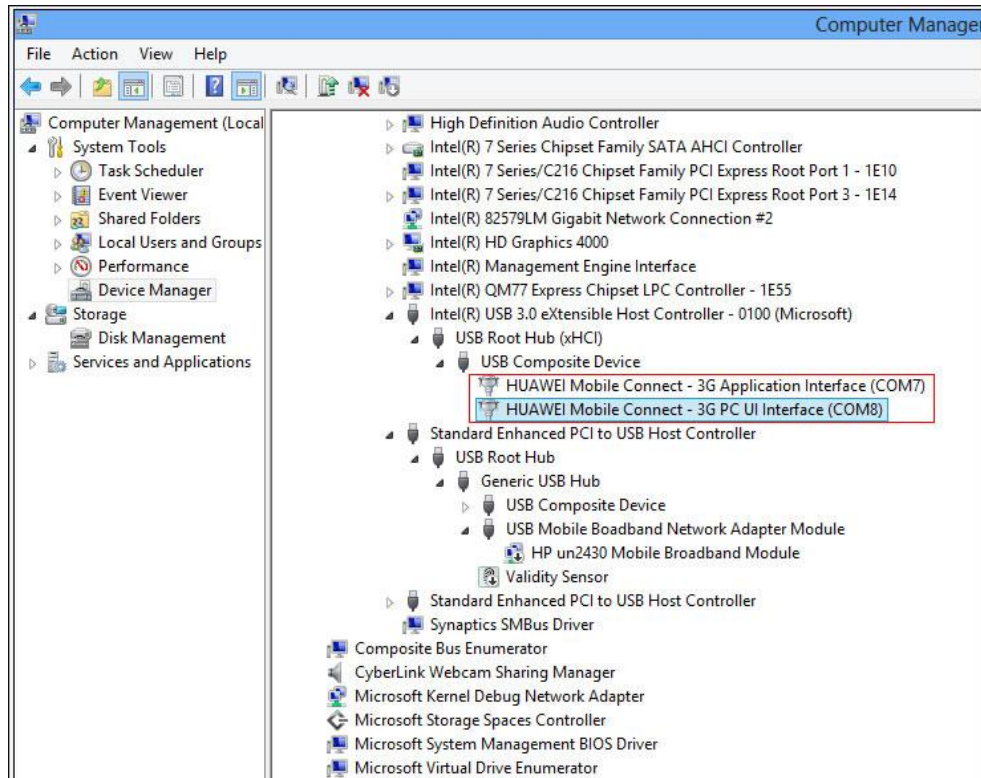 Computer Manager
File Action View Help
Computer Management (Local
System Tools
Task Scheduler
Event Viewer
Shared Folders
Local Users and Groups
Performance
Device Manager
Storage
Disk Management
Services and Applications
High Definition Audio Controller
Intel(R) 7 Series Chipset Family SATA AHCI Controller
Intel(R) 7 Series/C216 Chipset Family PCI Express Root Port 1 - 1E10
Intel(R) 7 Series/C216 Chipset Family PCI Express Root Port 3 - 1E14
Intel(R) 82579LM Gigabit Network Connection #2
Intel(R) HD Graphics 4000
Intel(R) Management Engine Interface
Intel(R) QM77 Express Chipset LPC Controller - 1E55
Intel(R) USB 3.0 eXtensible Host Controller - 0100 (Microsoft)
USB Root Hub (xHCI)
USB Composite Device
HUAWEI Mobile Connect - 3G Application Interface (COM7)
HUAWEI Mobile Connect - 3G PC UI Interface (COM8)
Standard Enhanced PCI to USB Host Controller
USB Root Hub
Generic USB Hub
USB Composite Device
USB Mobile Boadband Network Adapter Module
HP un2430 Mobile Broadband Module
Validity Sensor
Standard Enhanced PCI to USB Host Controller
Synaptics SMBus Driver
Composite Bus Enumerator
CyberLink Webcam Sharing Manager
Microsoft Kernel Debug Network Adapter
Microsoft Storage Spaces Controller
Microsoft System Management BIOS Driver
Microsoft Virtual Drive Enumerator